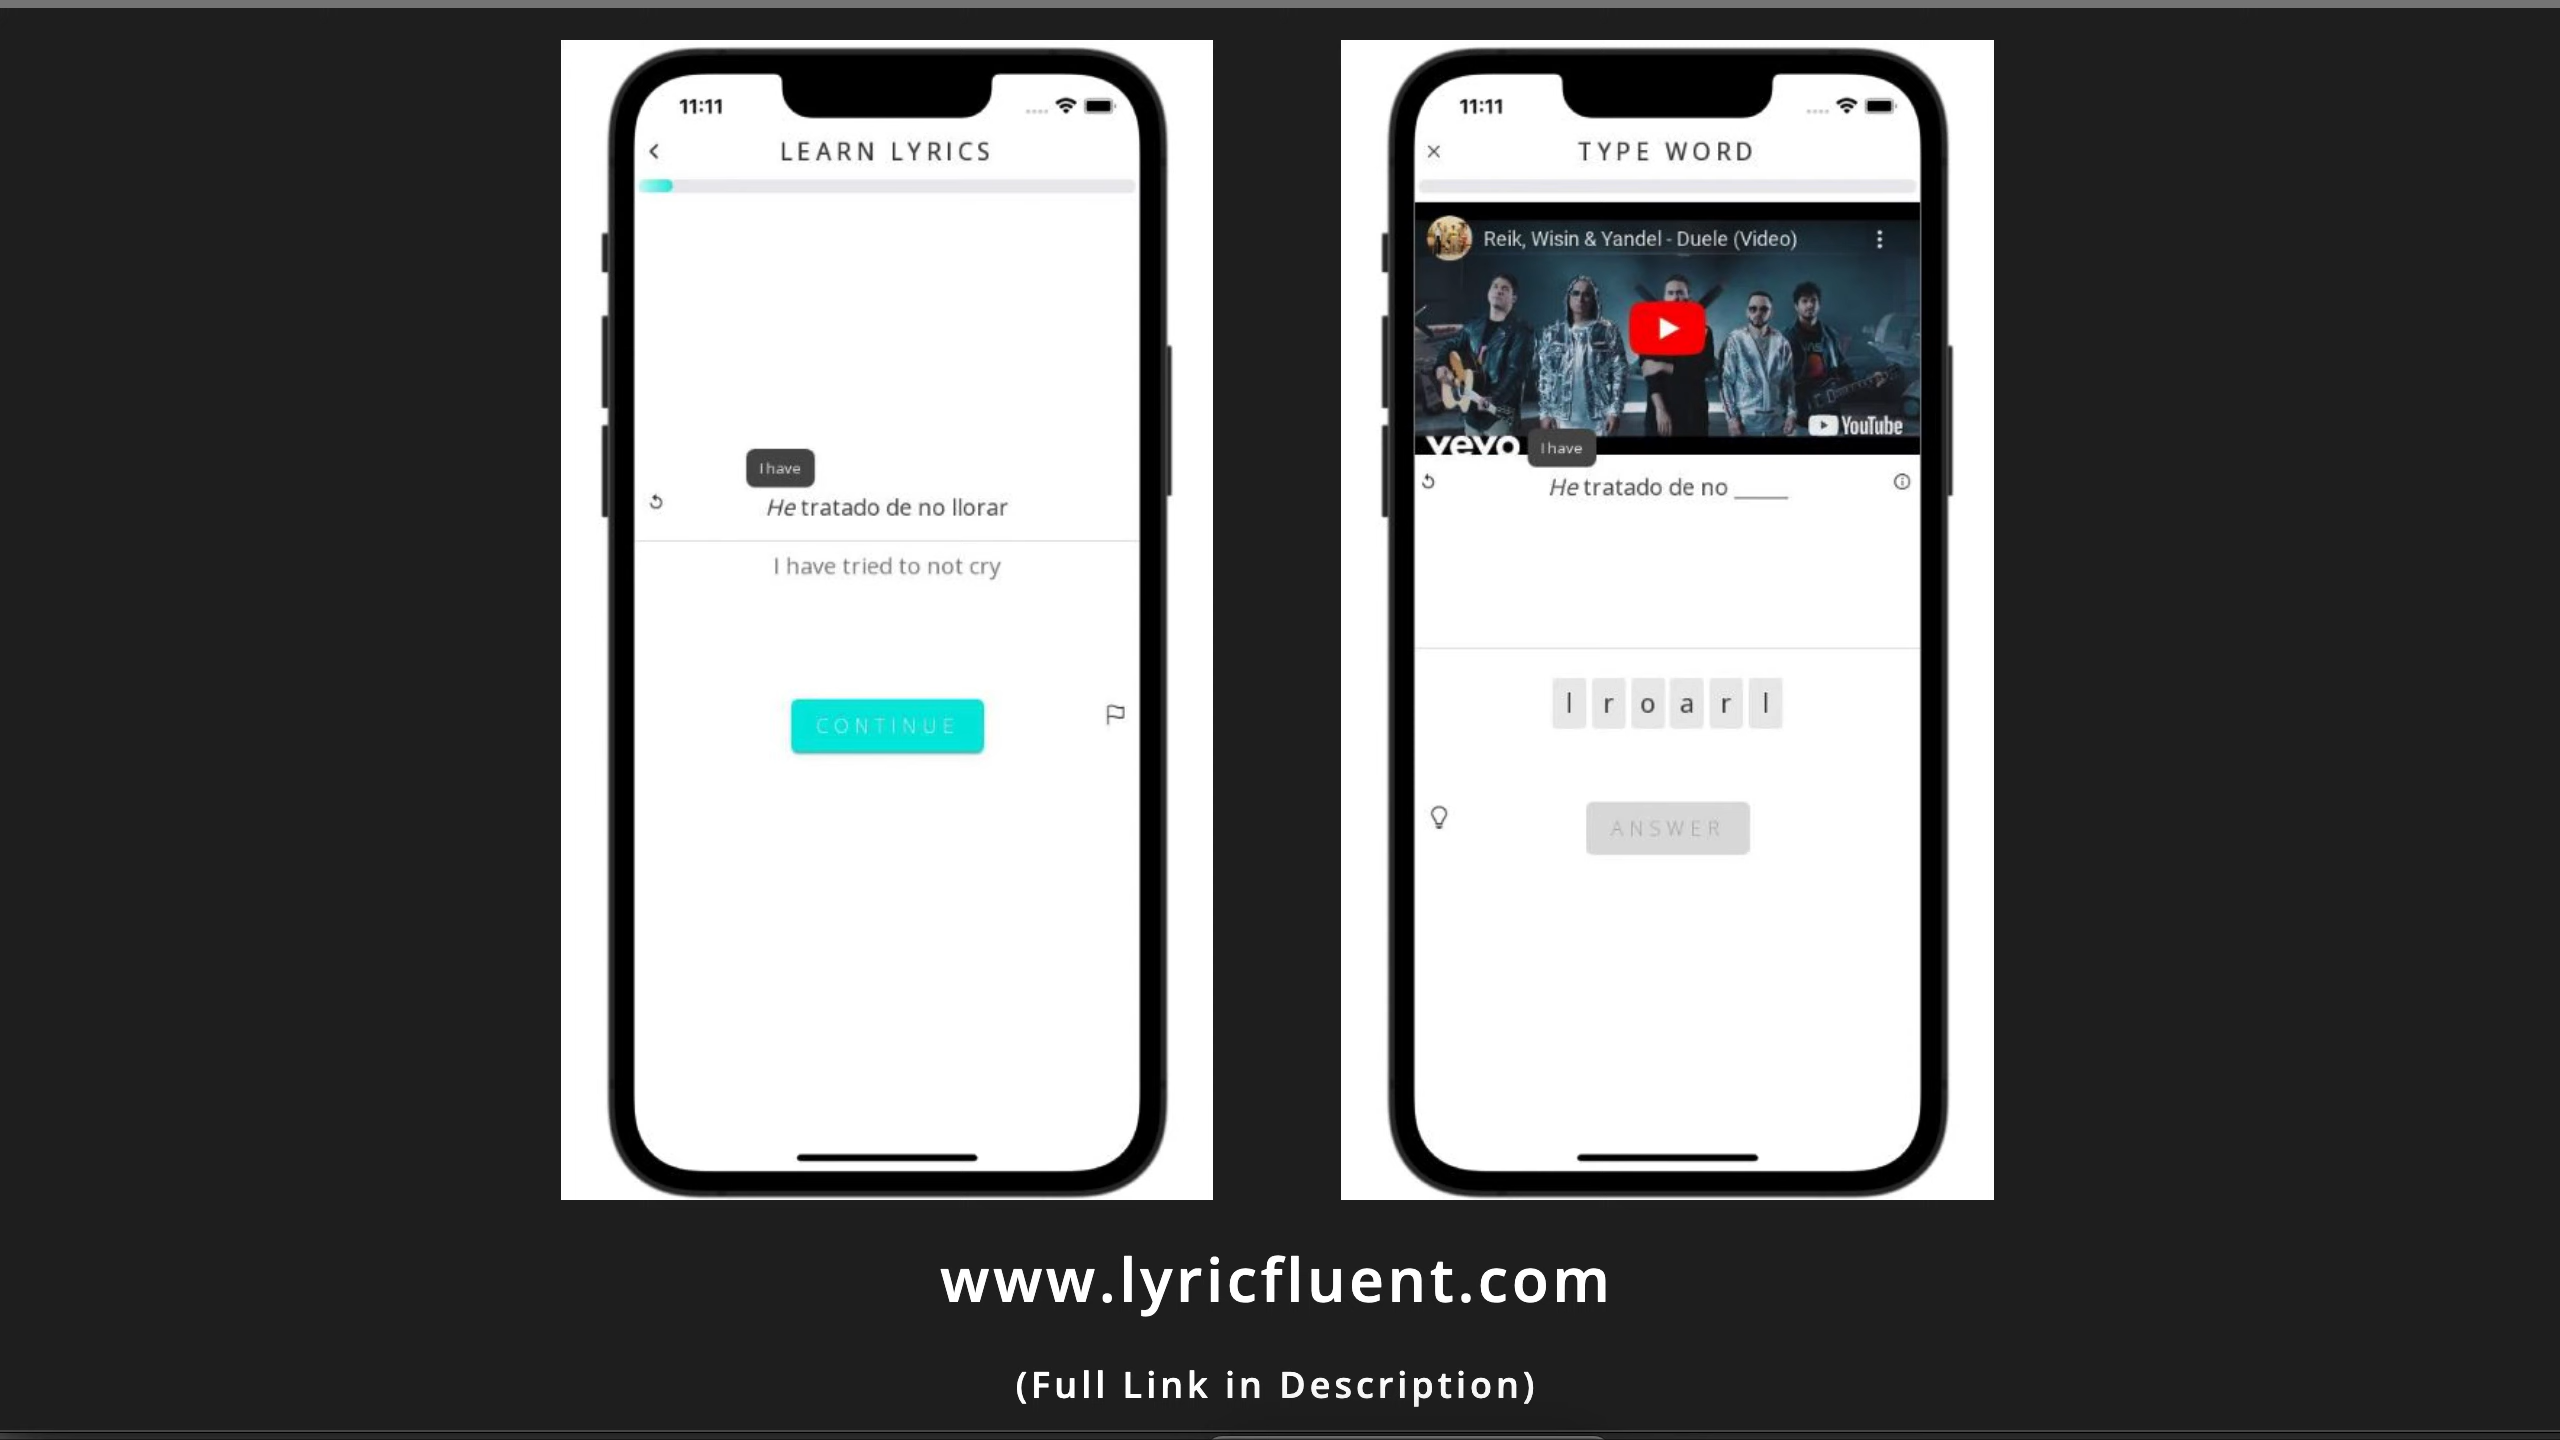 11:11
LEARN LYRICS
I have
He tratado de no llorar
I have tried to not cry
CONTINUE
11:11
TYPE WORD
Reik, Wisin & Yandel - Duele (Video)
YouTube
vevo
I have
He tratado de no _____
l r o a r l
ANSWER
www.lyricfluent.com
(Full Link in Description)